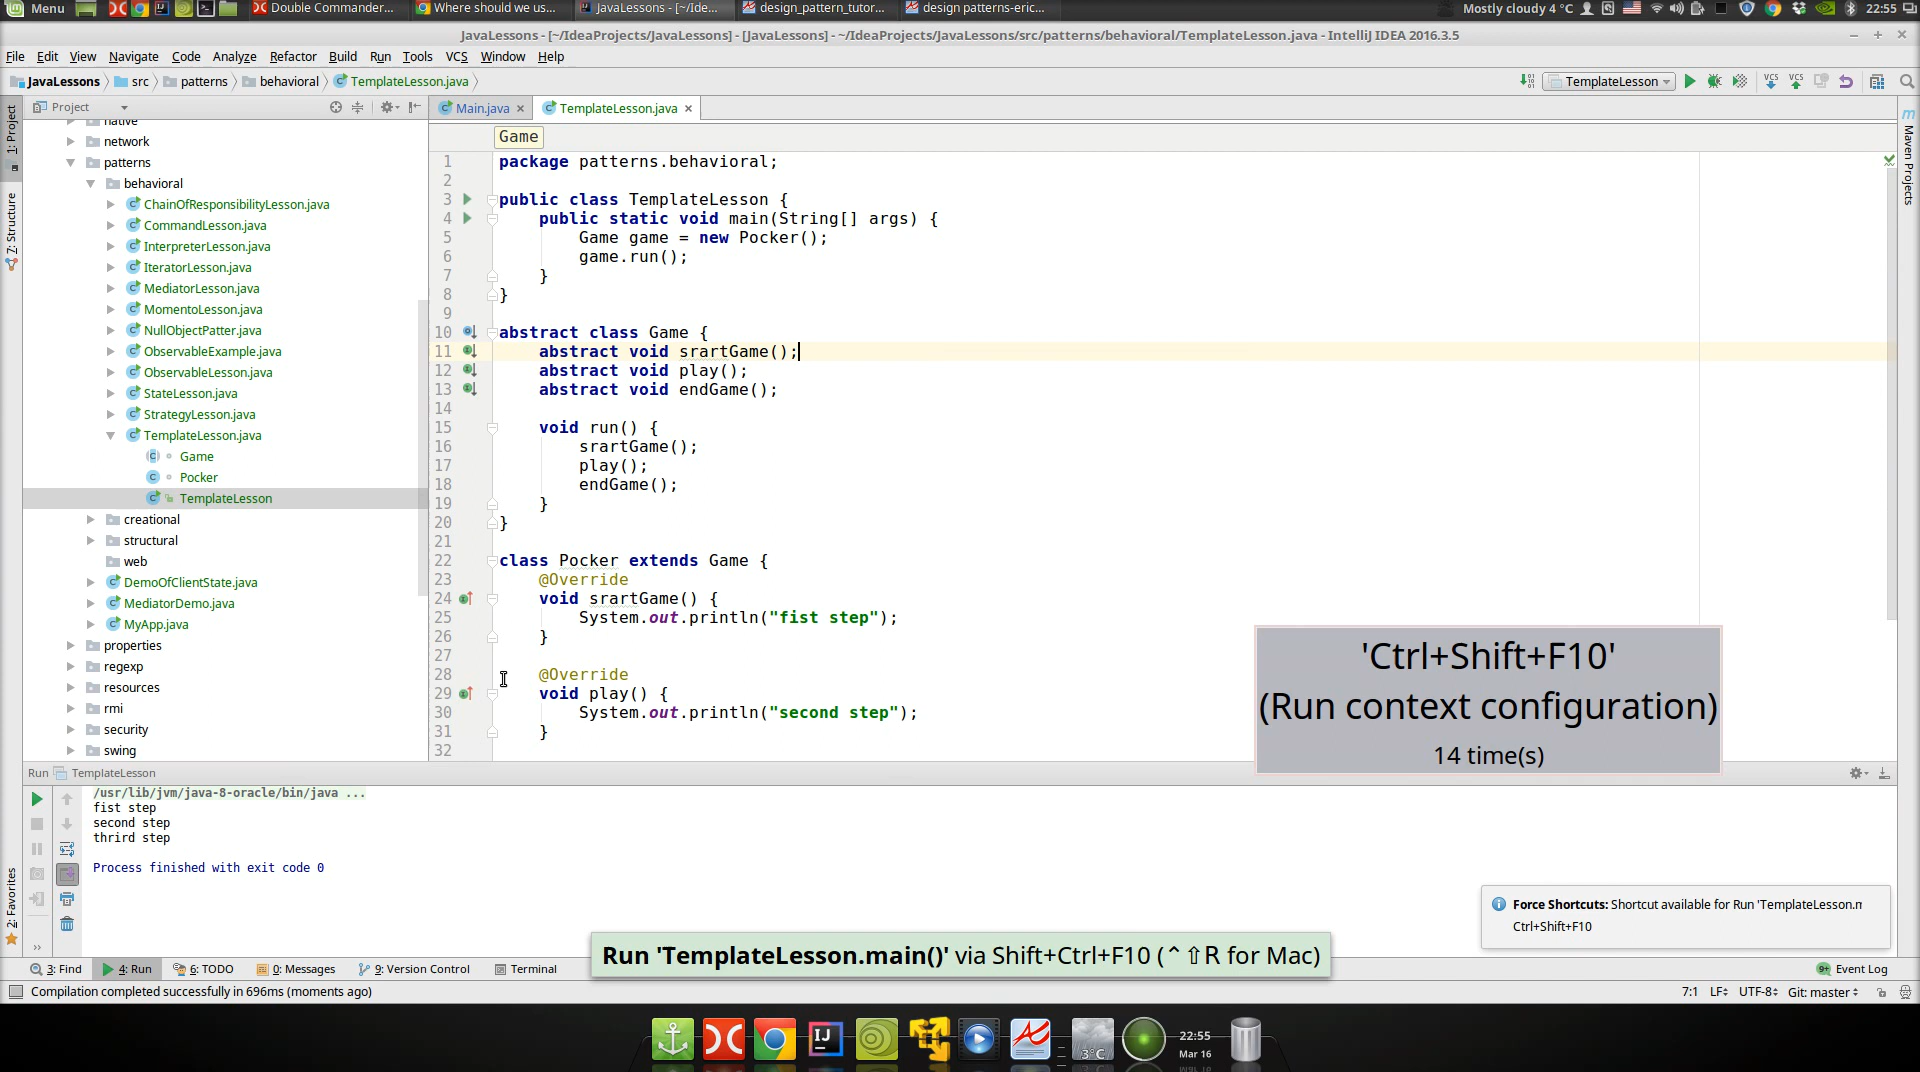 Menu
Double Commander...
Where should we us...
JavaLessons - [~/Ide...
design_pattern_tutor...
design patterns-eric...
Mostly cloudy 4 °C
22:55
JavaLessons - [~/IdeaProjects/JavaLessons] - [JavaLessons] - ~/IdeaProjects/JavaLessons/src/patterns/behavioral/TemplateLesson.java - IntelliJ IDEA 2016.3.5
File Edit View Navigate Code Analyze Refactor Build Run Tools VCS Window Help
JavaLessons src patterns behavioral TemplateLesson.java
TemplateLesson
VCS VCS
1: Project
7: Structure
2: Favorites
Maven Projects
Project
native
network
patterns
behavioral
ChainOfResponsibilityLesson.java
CommandLesson.java
InterpreterLesson.java
IteratorLesson.java
MediatorLesson.java
MomentoLesson.java
NullObjectPatter.java
ObservableExample.java
ObservableLesson.java
StateLesson.java
StrategyLesson.java
TemplateLesson.java
Game
Pocker
TemplateLesson
creational
structural
web
DemoOfClientState.java
MediatorDemo.java
MyApp.java
properties
regexp
resources
rmi
security
swing
Main.java
TemplateLesson.java
Game
1 package patterns.behavioral;
2
3 public class TemplateLesson {
4 public static void main(String[] args) {
5 Game game = new Pocker();
6 game.run();
7 }
8 }
9
10 abstract class Game {
11 abstract void srartGame();
12 abstract void play();
13 abstract void endGame();
14
15 void run() {
16 srartGame();
17 play();
18 endGame();
19 }
20 }
21
22 class Pocker extends Game {
23 @Override
24 void srartGame() {
25 System.out.println("fist step");
26 }
27
28 @Override
29 void play() {
30 System.out.println("second step");
31 }
32
'Ctrl+Shift+F10'
(Run context configuration)
14 time(s)
Run TemplateLesson
/usr/lib/jvm/java-8-oracle/bin/java ...
fist step
second step
thrird step
Process finished with exit code 0
Force Shortcuts: Shortcut available for Run 'TemplateLesson.m
Ctrl+Shift+F10
Run 'TemplateLesson.main()' via Shift+Ctrl+F10 (⌃⇧R for Mac)
3: Find
4: Run
6: TODO
0: Messages
9: Version Control
Terminal
9+ Event Log
Compilation completed successfully in 696ms (moments ago)
7:1 LF÷ UTF-8÷ Git: master÷
IJ
3°C
22:55
Mar 16